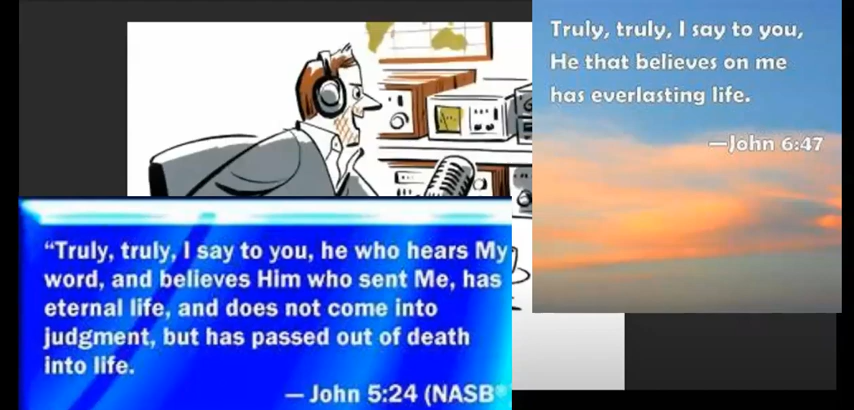 Truly, truly, I say to you,
He that believes on me
has everlasting life.
—John 6:47
“Truly, truly, I say to you, he who hears My
word, and believes Him who sent Me, has
eternal life, and does not come into
judgment, but has passed out of death
into life.
— John 5:24 (NASB®